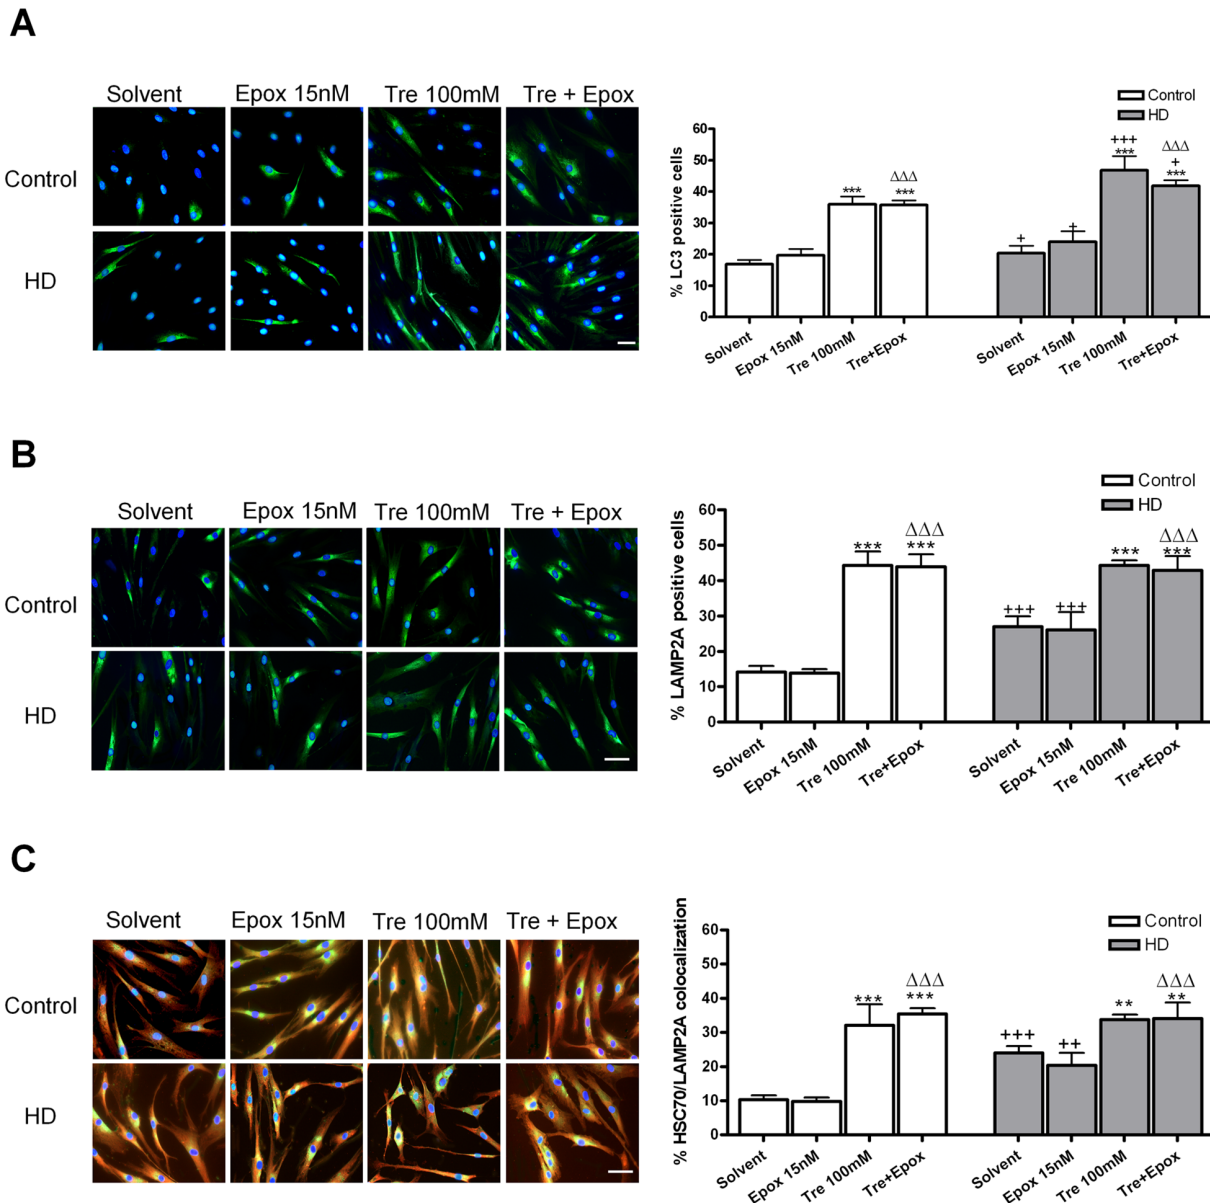 A
Solvent Epox 15nM Tre 100mM Tre + Epox
Control
HD
Control
HD
% LC3 positive cells
60
50
40
30
20
10
0
*** ΔΔΔ *** + + +++ *** ΔΔΔ + ***
Solvent Epox 15nM Tre 100mM Tre+Epox Solvent Epox 15nM Tre 100mM Tre+Epox
B
Solvent Epox 15nM Tre 100mM Tre + Epox
Control
HD
Control
HD
% LAMP2A positive cells
60
50
40
30
20
10
0
*** ΔΔΔ *** +++ +++ *** ΔΔΔ ***
Solvent Epox 15nM Tre 100mM Tre+Epox Solvent Epox 15nM Tre 100mM Tre+Epox
C
Solvent Epox 15nM Tre 100mM Tre + Epox
Control
HD
Control
HD
% HSC70/LAMP2A colocalization
60
50
40
30
20
10
0
*** ΔΔΔ *** +++ ++ ** ΔΔΔ **
Solvent Epox 15nM Tre 100mM Tre+Epox Solvent Epox 15nM Tre 100mM Tre+Epox